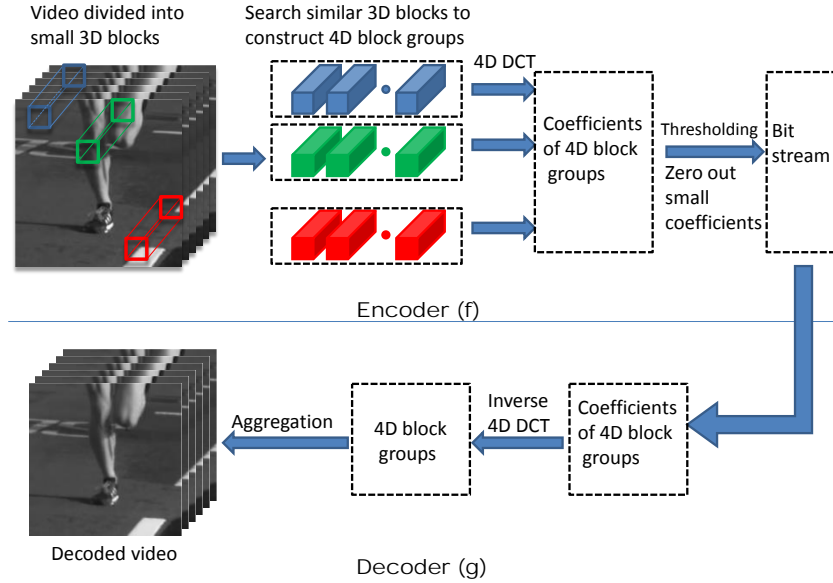 Video divided into
small 3D blocks
Search similar 3D blocks to
construct 4D block groups
4D DCT
Coefficients
of 4D block
groups
Thresholding
Zero out
small
coefficients
Bit
stream
Encoder (f)
Aggregation
4D block
groups
Inverse
4D DCT
Coefficients
of 4D block
groups
Decoded video
Decoder (g)